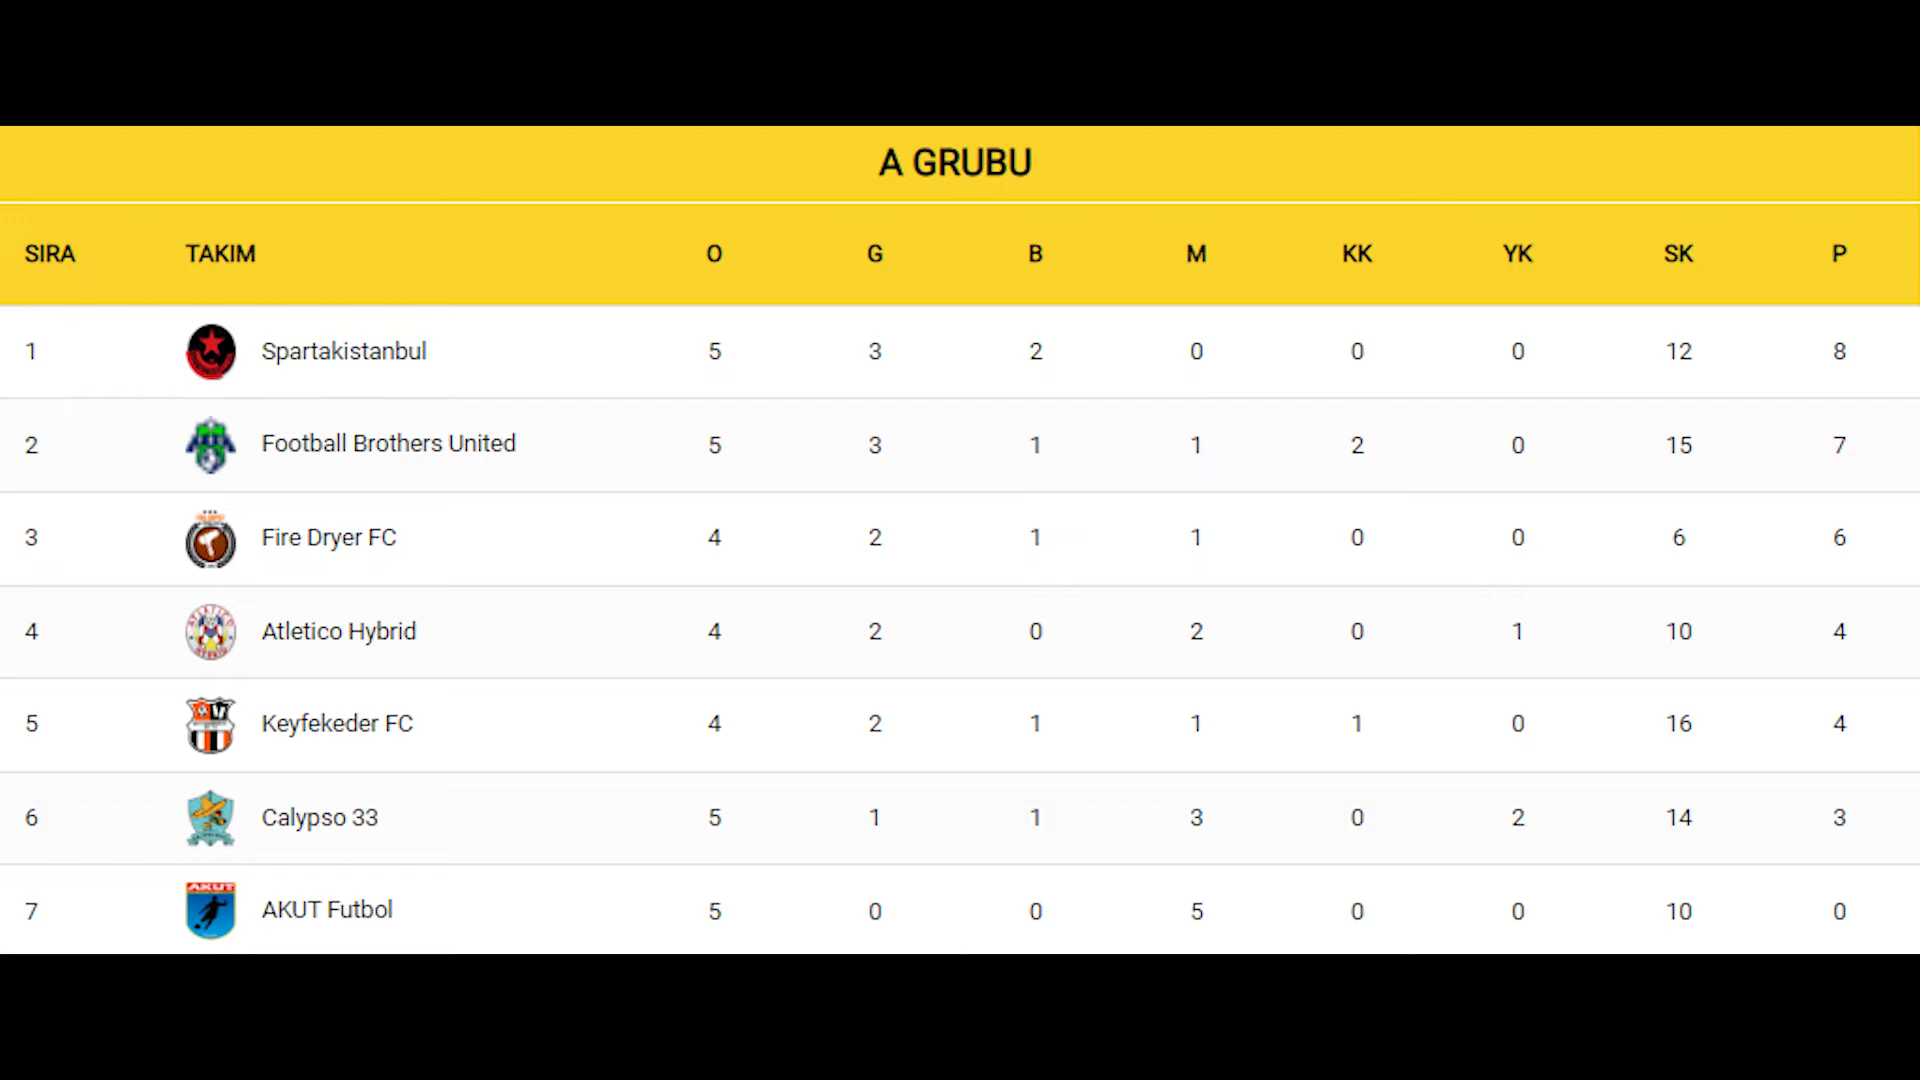 A GRUBU
SIRA TAKIM O G B M KK YK SK P
1 Spartakistanbul 5 3 2 0 0 0 12 8
2 Football Brothers United 5 3 1 1 2 0 15 7
3 Fire Dryer FC 4 2 1 1 0 0 6 6
ATLETICO HYBRID
4 Atletico Hybrid 4 2 0 2 0 1 10 4
5 Keyfekeder FC 4 2 1 1 1 0 16 4
6 Calypso 33 5 1 1 3 0 2 14 3
AKUT
7 AKUT Futbol 5 0 0 5 0 0 10 0